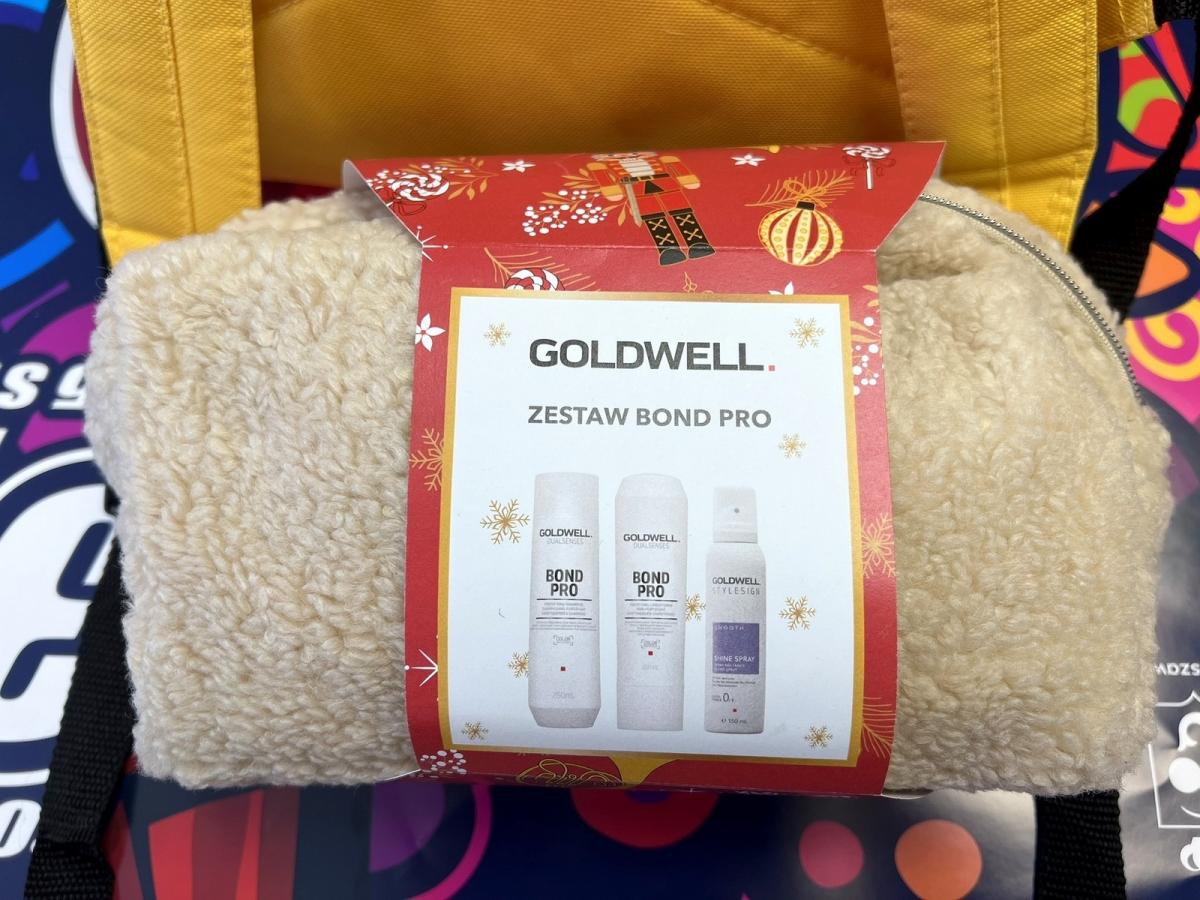 GOLDWELL.
ZESTAW BOND PRO
GOLDWELL.
DUALSENSES
BOND
PRO
250mL
GOLDWELL.
DUALSENSES
BOND
PRO
GOLDWELL
STYLESIGN
SMOOTH
SHINE SPRAY
e 150 mL